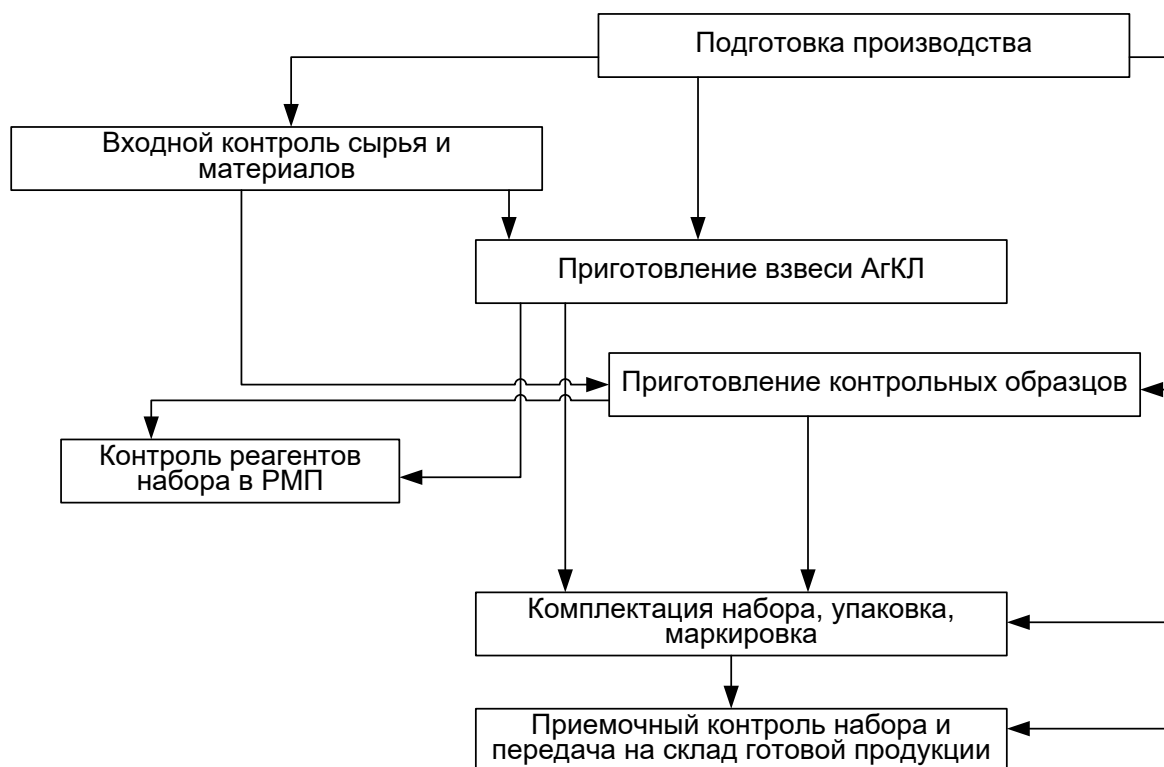 Подготовка производства
Входной контроль сырья и
материалов
Приготовление взвеси АгКЛ
Приготовление контрольных образцов
Контроль реагентов
набора в РМП
Комплектация набора, упаковка,
маркировка
Приемочный контроль набора и
передача на склад готовой продукции